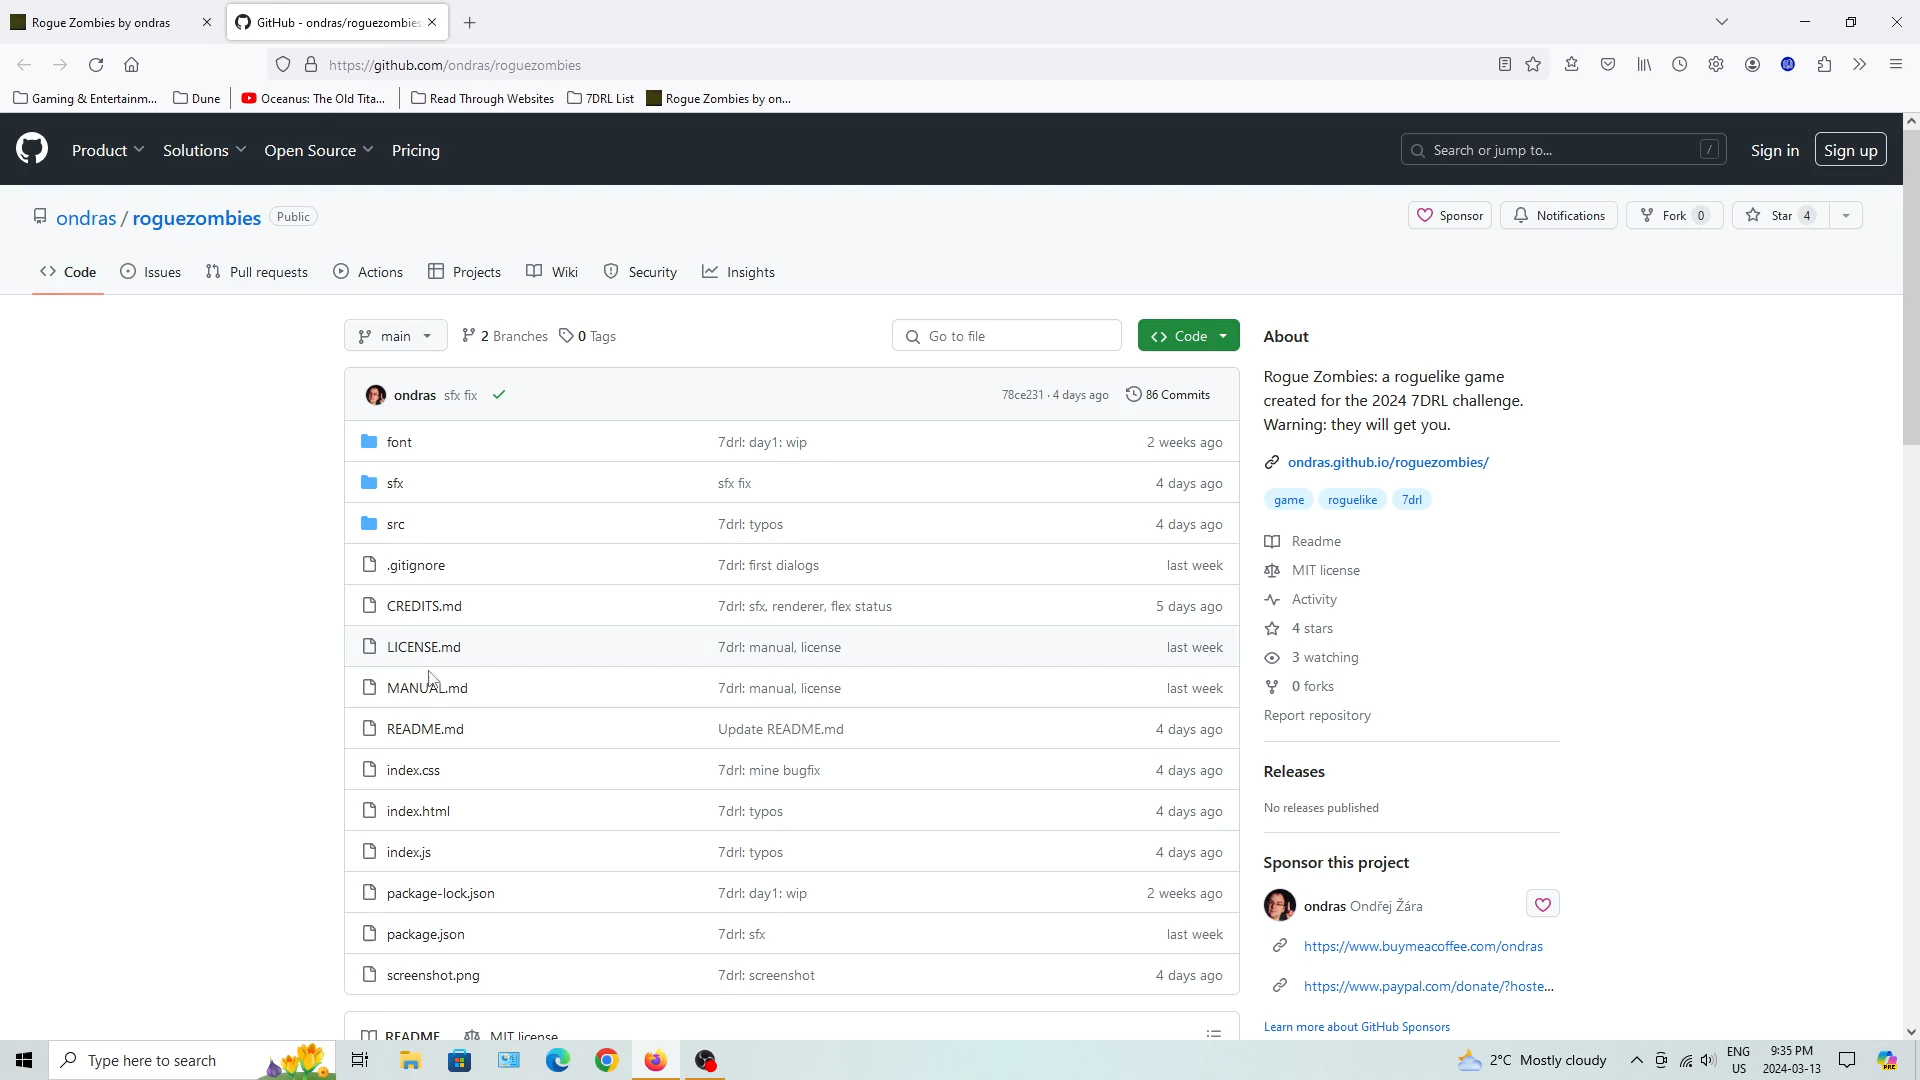 Rogue Zombies by ondras
GitHub - ondras/roguezombies:
https://github.com/ondras/roguezombies
Gaming & Entertainm...
Dune
Oceanus: The Old Tita...
Read Through Websites
7DRL List
Rogue Zombies by on...
Product
Solutions
Open Source
Pricing
Search or jump to...
/
Sign in
Sign up
ondras / roguezombies Public
Sponsor
Notifications
Fork 0
Star 4
Code
Issues
Pull requests
Actions
Projects
Wiki
Security
Insights
main
2 Branches
0 Tags
Go to file
Code
ondras sfx fix 78ce231 · 4 days ago 86 Commits
font 7drl: day1: wip 2 weeks ago
sfx sfx fix 4 days ago
src 7drl: typos 4 days ago
.gitignore 7drl: first dialogs last week
CREDITS.md 7drl: sfx, renderer, flex status 5 days ago
LICENSE.md 7drl: manual, license last week
MANUAL.md 7drl: manual, license last week
README.md Update README.md 4 days ago
index.css 7drl: mine bugfix 4 days ago
index.html 7drl: typos 4 days ago
index.js 7drl: typos 4 days ago
package-lock.json 7drl: day1: wip 2 weeks ago
package.json 7drl: sfx last week
screenshot.png 7drl: screenshot 4 days ago
README MIT license
About
Rogue Zombies: a roguelike game
created for the 2024 7DRL challenge.
Warning: they will get you.
ondras.github.io/roguezombies/
game roguelike 7drl
Readme
MIT license
Activity
4 stars
3 watching
0 forks
Report repository
Releases
No releases published
Sponsor this project
ondras Ondřej Žára
https://www.buymeacoffee.com/ondras
https://www.paypal.com/donate/?hoste...
Learn more about GitHub Sponsors
Type here to search
2°C Mostly cloudy
ENG
US
9:35 PM
2024-03-13